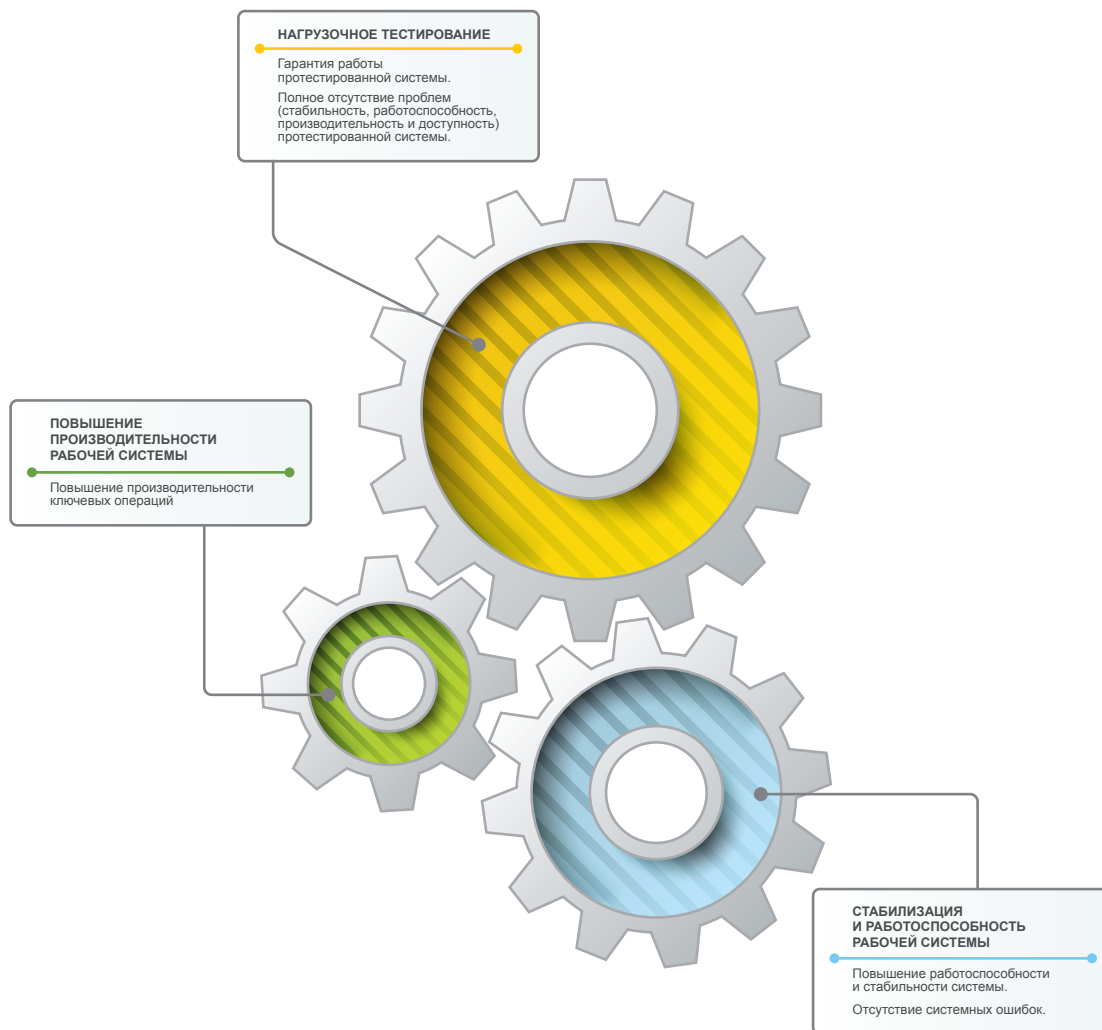 НАГРУЗОЧНОЕ ТЕСТИРОВАНИЕ
Гарантия работы
протестированной системы.
Полное отсутствие проблем
(стабильность, работоспособность,
производительность и доступность)
протестированной системы.
ПОВЫШЕНИЕ
ПРОИЗВОДИТЕЛЬНОСТИ
РАБОЧЕЙ СИСТЕМЫ
Повышение производительности
ключевых операций
СТАБИЛИЗАЦИЯ
И РАБОТОСПОСОБНОСТЬ
РАБОЧЕЙ СИСТЕМЫ
Повышение работоспособности
и стабильности системы.
Отсутствие системных ошибок.